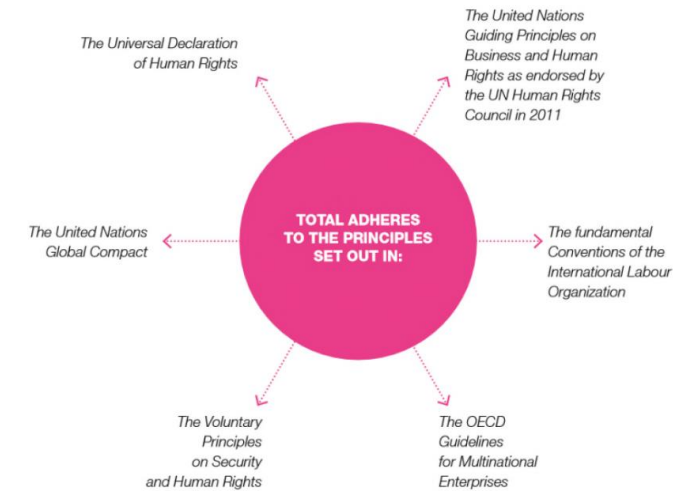 The Universal Declaration
of Human Rights
The United Nations
Guiding Principles on
Business and Human
Rights as endorsed by
the UN Human Rights
Council in 2011
TOTAL ADHERES
TO THE PRINCIPLES
SET OUT IN:
The United Nations
Global Compact
The fundamental
Conventions of the
International Labour
Organization
The Voluntary
Principles
on Security
and Human Rights
The OECD
Guidelines
for Multinational
Enterprises